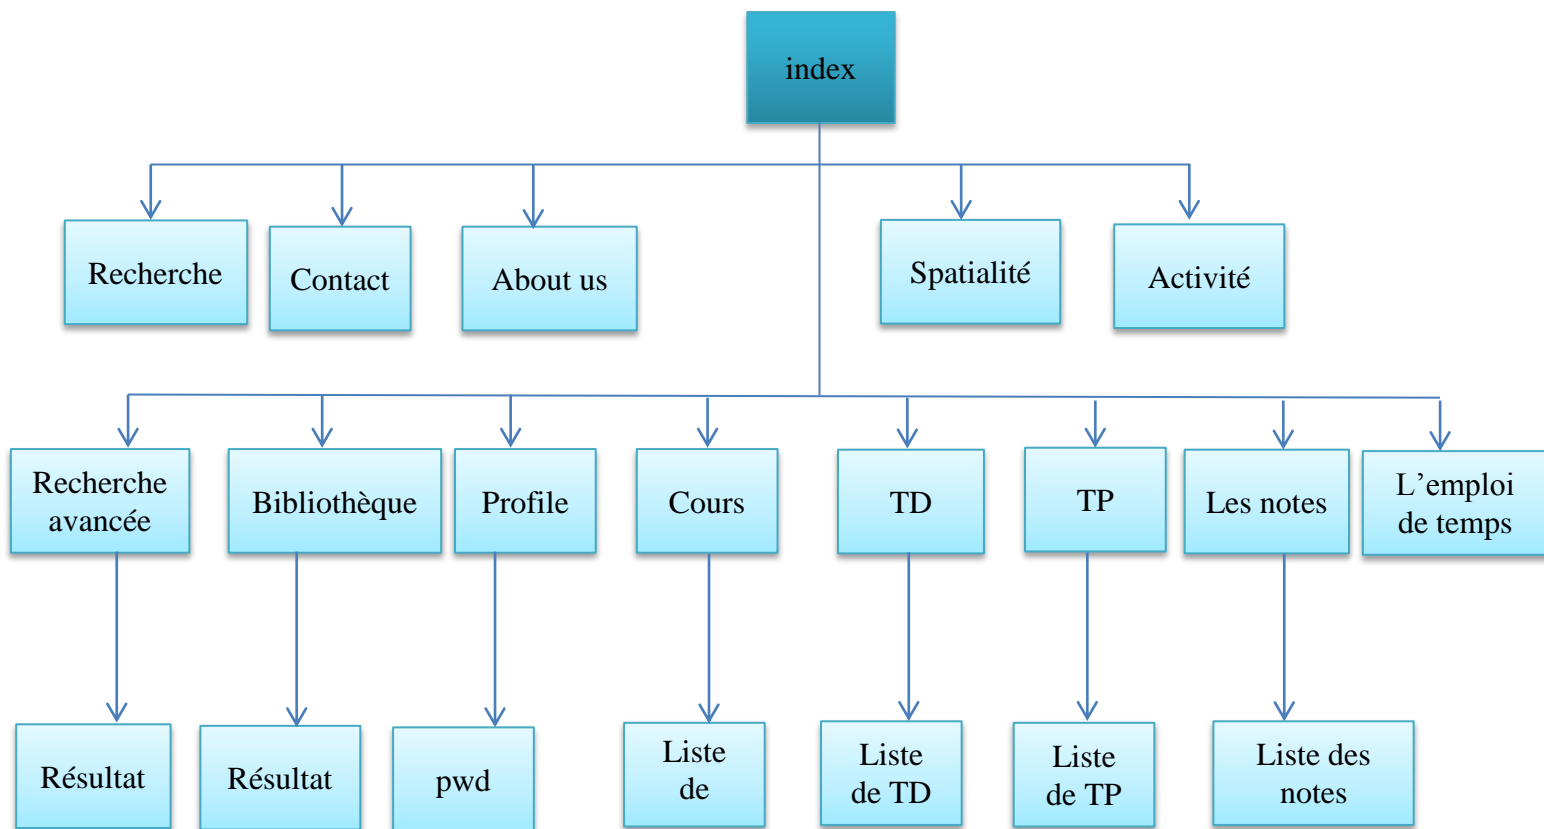 index
Recherche
Contact
About us
Spatialité
Activité
Recherche
avancée
Bibliothèque
Profile
Cours
TD
TP
Les notes
L’emploi
de temps
Résultat
Résultat
pwd
Liste
de
Liste
de TD
Liste
de TP
Liste des
notes